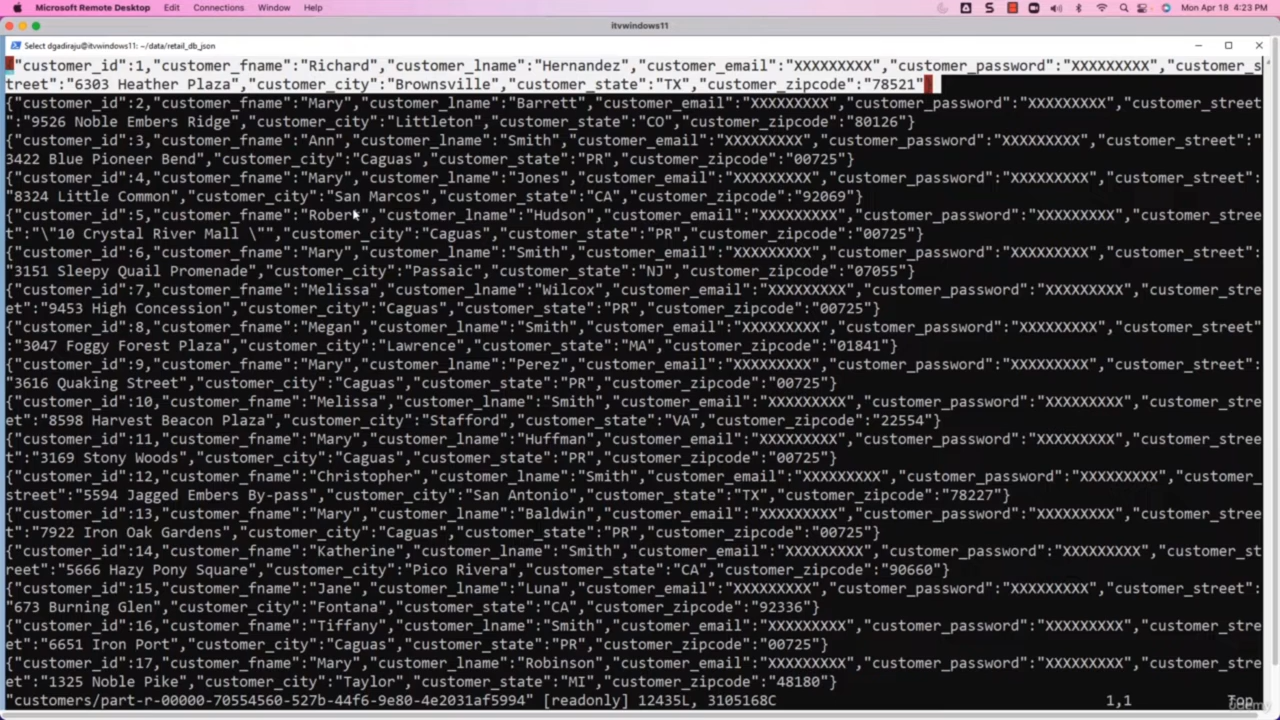 Microsoft Remote Desktop Edit Connections Window Help Mon Apr 18 4:23 PM
itvwindows11
Select dgadiraju@itvwindows11: ~/data/retail_db_json
{"customer_id":1,"customer_fname":"Richard","customer_lname":"Hernandez","customer_email":"XXXXXXXXX","customer_password":"XXXXXXXXX","customer_s
treet":"6303 Heather Plaza","customer_city":"Brownsville","customer_state":"TX","customer_zipcode":"78521"}
{"customer_id":2,"customer_fname":"Mary","customer_lname":"Barrett","customer_email":"XXXXXXXXX","customer_password":"XXXXXXXXX","customer_street"
:"9526 Noble Embers Ridge","customer_city":"Littleton","customer_state":"CO","customer_zipcode":"80126"}
{"customer_id":3,"customer_fname":"Ann","customer_lname":"Smith","customer_email":"XXXXXXXXX","customer_password":"XXXXXXXXX","customer_street":"
3422 Blue Pioneer Bend","customer_city":"Caguas","customer_state":"PR","customer_zipcode":"00725"}
{"customer_id":4,"customer_fname":"Mary","customer_lname":"Jones","customer_email":"XXXXXXXXX","customer_password":"XXXXXXXXX","customer_street":
"8324 Little Common","customer_city":"San Marcos","customer_state":"CA","customer_zipcode":"92069"}
{"customer_id":5,"customer_fname":"Robert","customer_lname":"Hudson","customer_email":"XXXXXXXXX","customer_password":"XXXXXXXXX","customer_stree
t":"\"10 Crystal River Mall \"","customer_city":"Caguas","customer_state":"PR","customer_zipcode":"00725"}
{"customer_id":6,"customer_fname":"Mary","customer_lname":"Smith","customer_email":"XXXXXXXXX","customer_password":"XXXXXXXXX","customer_street":
"3151 Sleepy Quail Promenade","customer_city":"Passaic","customer_state":"NJ","customer_zipcode":"07055"}
{"customer_id":7,"customer_fname":"Melissa","customer_lname":"Wilcox","customer_email":"XXXXXXXXX","customer_password":"XXXXXXXXX","customer_stre
et":"9453 High Concession","customer_city":"Caguas","customer_state":"PR","customer_zipcode":"00725"}
{"customer_id":8,"customer_fname":"Megan","customer_lname":"Smith","customer_email":"XXXXXXXXX","customer_password":"XXXXXXXXX","customer_street"
:"3047 Foggy Forest Plaza","customer_city":"Lawrence","customer_state":"MA","customer_zipcode":"01841"}
{"customer_id":9,"customer_fname":"Mary","customer_lname":"Perez","customer_email":"XXXXXXXXX","customer_password":"XXXXXXXXX","customer_street":
"3616 Quaking Street","customer_city":"Caguas","customer_state":"PR","customer_zipcode":"00725"}
{"customer_id":10,"customer_fname":"Melissa","customer_lname":"Smith","customer_email":"XXXXXXXXX","customer_password":"XXXXXXXXX","customer_stre
et":"8598 Harvest Beacon Plaza","customer_city":"Stafford","customer_state":"VA","customer_zipcode":"22554"}
{"customer_id":11,"customer_fname":"Mary","customer_lname":"Huffman","customer_email":"XXXXXXXXX","customer_password":"XXXXXXXXX","customer_stree
t":"3169 Stony Woods","customer_city":"Caguas","customer_state":"PR","customer_zipcode":"00725"}
{"customer_id":12,"customer_fname":"Christopher","customer_lname":"Smith","customer_email":"XXXXXXXXX","customer_password":"XXXXXXXXX","customer_
street":"5594 Jagged Embers By-pass","customer_city":"San Antonio","customer_state":"TX","customer_zipcode":"78227"}
{"customer_id":13,"customer_fname":"Mary","customer_lname":"Baldwin","customer_email":"XXXXXXXXX","customer_password":"XXXXXXXXX","customer_stree
t":"7922 Iron Oak Gardens","customer_city":"Caguas","customer_state":"PR","customer_zipcode":"00725"}
{"customer_id":14,"customer_fname":"Katherine","customer_lname":"Smith","customer_email":"XXXXXXXXX","customer_password":"XXXXXXXXX","customer_st
reet":"5666 Hazy Pony Square","customer_city":"Pico Rivera","customer_state":"CA","customer_zipcode":"90660"}
{"customer_id":15,"customer_fname":"Jane","customer_lname":"Luna","customer_email":"XXXXXXXXX","customer_password":"XXXXXXXXX","customer_street":
"673 Burning Glen","customer_city":"Fontana","customer_state":"CA","customer_zipcode":"92336"}
{"customer_id":16,"customer_fname":"Tiffany","customer_lname":"Smith","customer_email":"XXXXXXXXX","customer_password":"XXXXXXXXX","customer_stre
et":"6651 Iron Port","customer_city":"Caguas","customer_state":"PR","customer_zipcode":"00725"}
{"customer_id":17,"customer_fname":"Mary","customer_lname":"Robinson","customer_email":"XXXXXXXXX","customer_password":"XXXXXXXXX","customer_stre
et":"1325 Noble Pike","customer_city":"Taylor","customer_state":"MI","customer_zipcode":"48180"}
"customers/part-r-00000-70554560-527b-44f6-9e80-4e2031af5994" [readonly] 12435L, 3105168C 1,1 Top
udemy